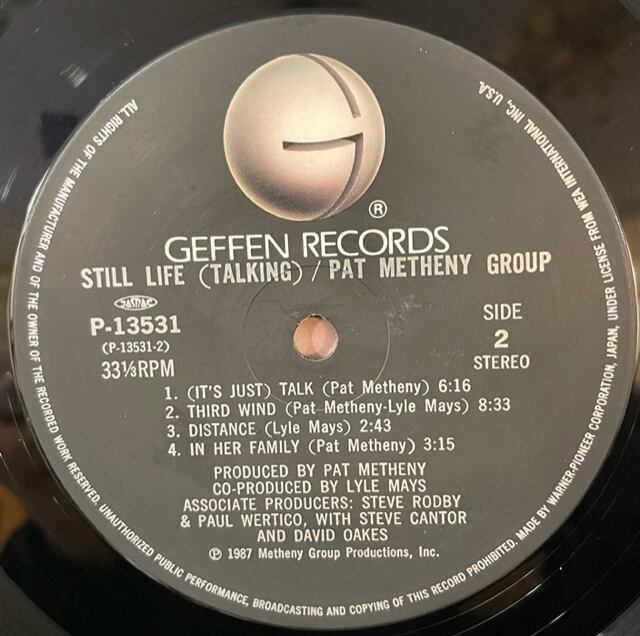 GEFFEN RECORDS
®
STILL LIFE (TALKING) / PAT METHENY GROUP
JASRAC
P-13531
(P-13531-2)
33⅓RPM
SIDE
2
STEREO
1. (IT'S JUST) TALK (Pat Metheny) 6:16
2. THIRD WIND (Pat Metheny-Lyle Mays) 8:33
3. DISTANCE (Lyle Mays) 2:43
4. IN HER FAMILY (Pat Metheny) 3:15
PRODUCED BY PAT METHENY
CO-PRODUCED BY LYLE MAYS
ASSOCIATE PRODUCERS: STEVE RODBY
& PAUL WERTICO, WITH STEVE CANTOR
AND DAVID OAKES
℗ 1987 Metheny Group Productions, Inc.
ALL RIGHTS OF THE MANUFACTURER AND OF THE OWNER OF THE RECORDED WORK RESERVED. UNAUTHORIZED PUBLIC PERFORMANCE, BROADCASTING AND COPYING OF THIS RECORD PROHIBITED. MADE BY WARNER-PIONEER CORPORATION, JAPAN, UNDER LICENSE FROM WEA INTERNATIONAL INC, U.S.A.